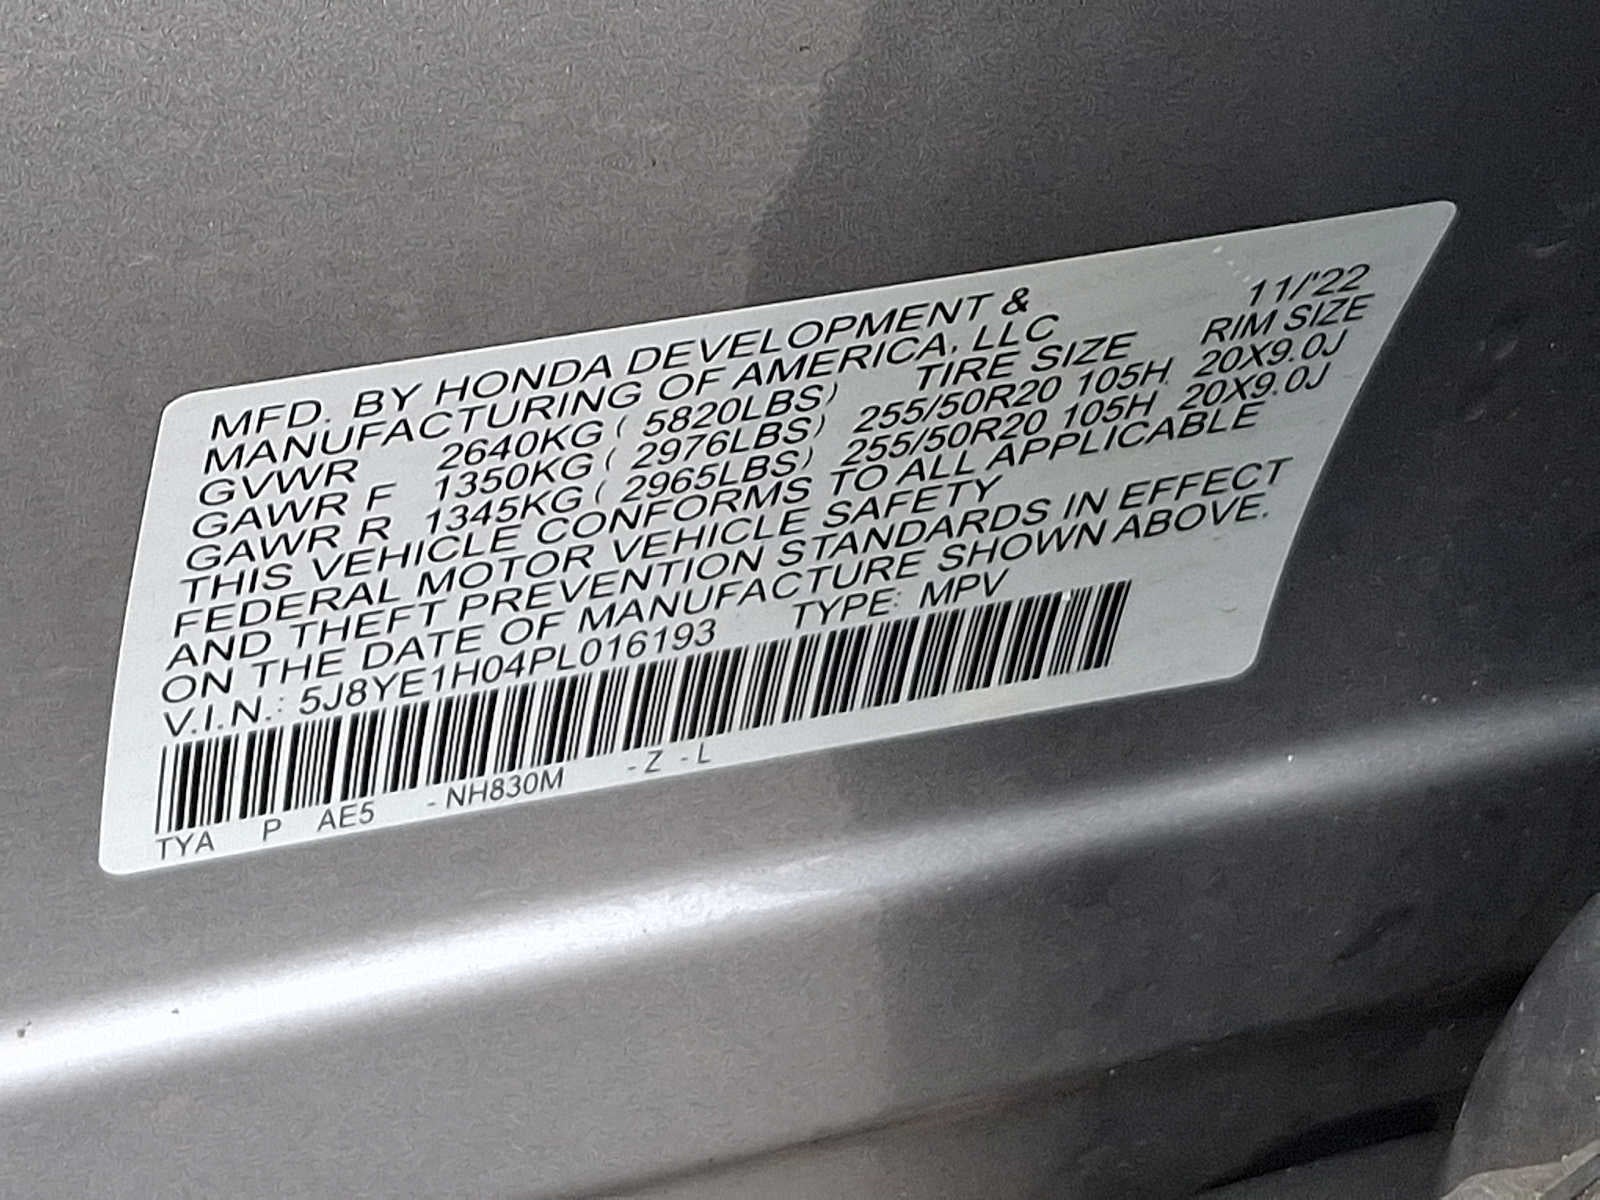 11/'22
MFD. BY HONDA DEVELOPMENT &
MANUFACTURING OF AMERICA, LLC
GVWR 2640KG ( 5820LBS) TIRE SIZE RIM SIZE
GAWR F 1350KG ( 2976LBS) 255/50R20 105H 20X9.0J
GAWR R 1345KG ( 2965LBS) 255/50R20 105H 20X9.0J
THIS VEHICLE CONFORMS TO ALL APPLICABLE
FEDERAL MOTOR VEHICLE SAFETY
AND THEFT PREVENTION STANDARDS IN EFFECT
ON THE DATE OF MANUFACTURE SHOWN ABOVE.
V.I.N.: 5J8YE1H04PL016193 TYPE: MPV
TYA P AE5 -NH830M -Z -L